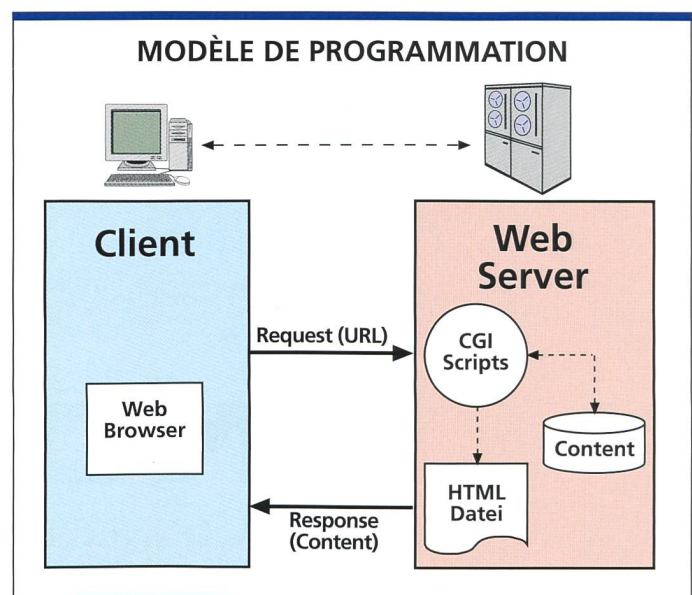 MODÈLE DE PROGRAMMATION
Client
Web
Server
Request (URL)
CGI
Scripts
Web
Browser
Content
HTML
Datei
Response
(Content)